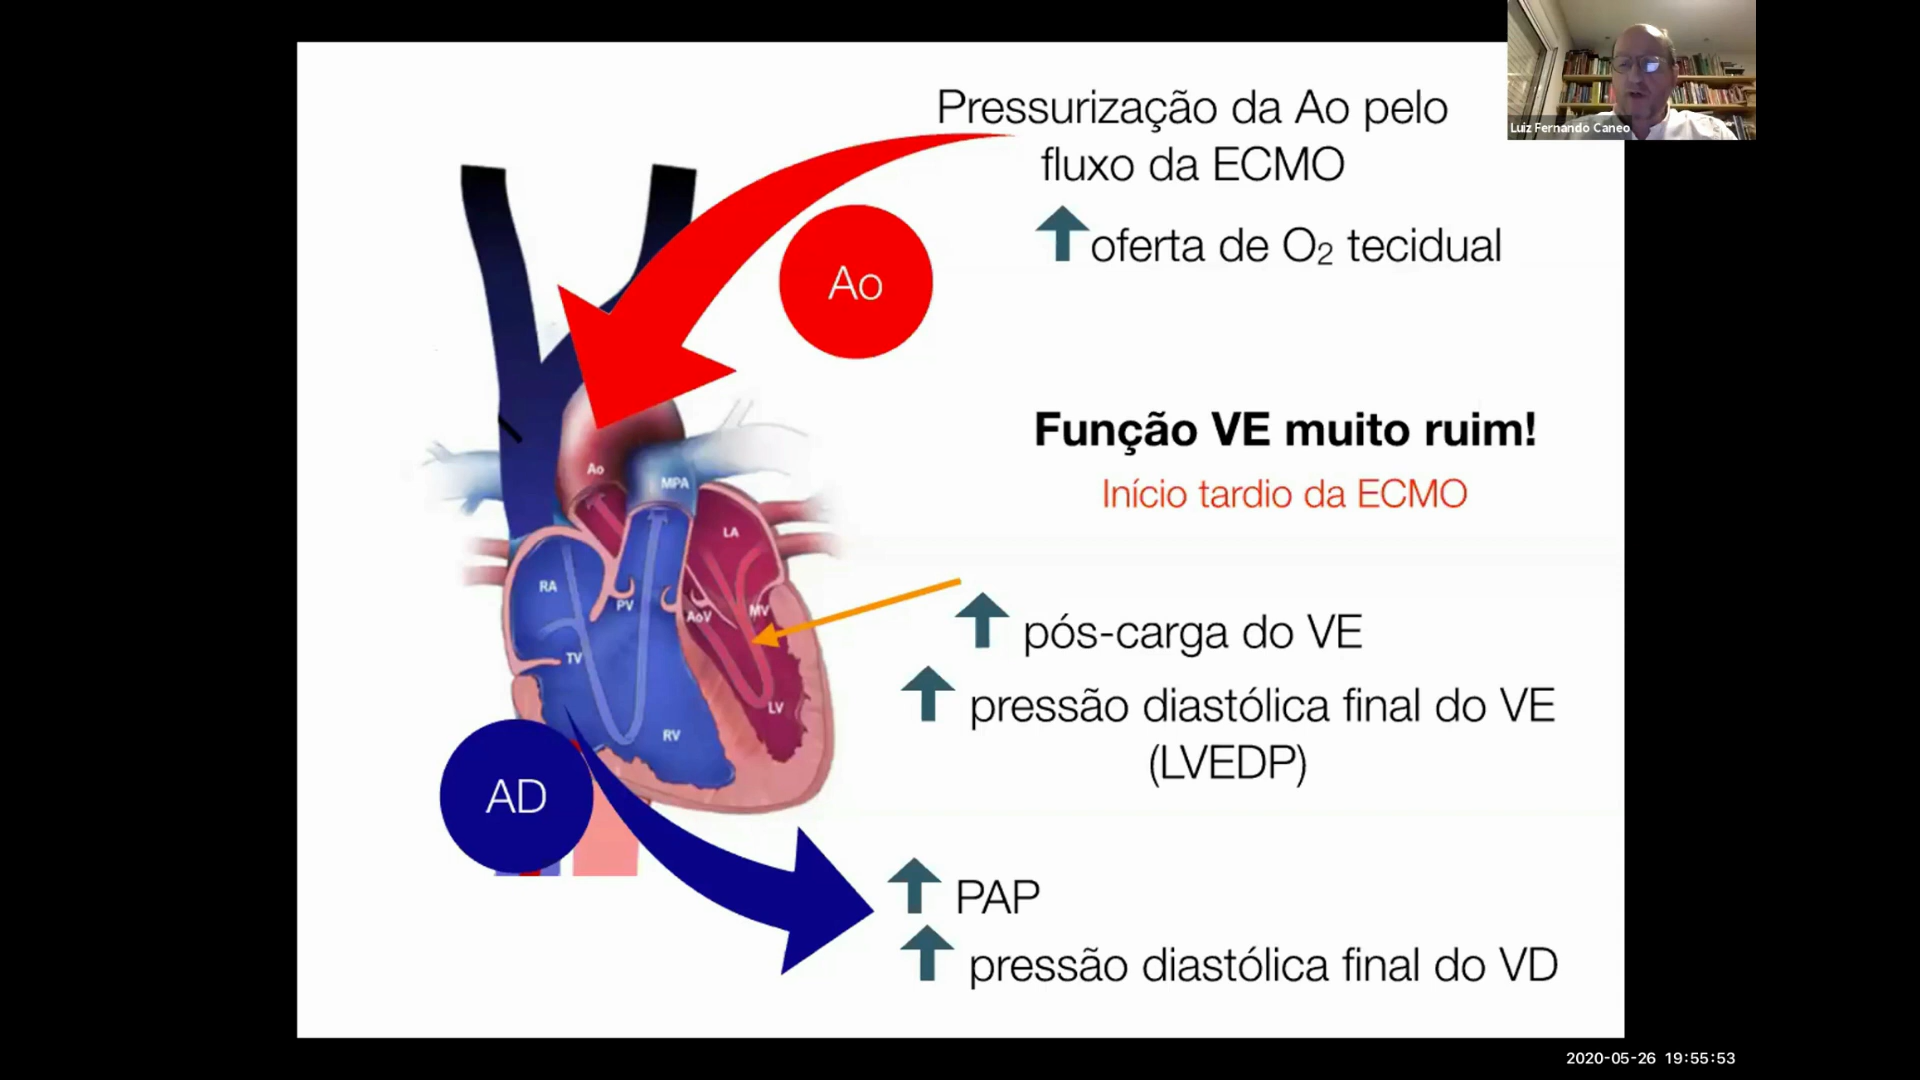 Pressurização da Ao pelo
fluxo da ECMO
oferta de O₂ tecidual
Ao
Luiz Fernando Caneo
Função VE muito ruim!
Início tardio da ECMO
Ao
MPA
LA
RA
PV
AoV
MV
TV
LV
RV
pós-carga do VE
pressão diastólica final do VE
(LVEDP)
AD
PAP
pressão diastólica final do VD
2020-05-26 19:55:53